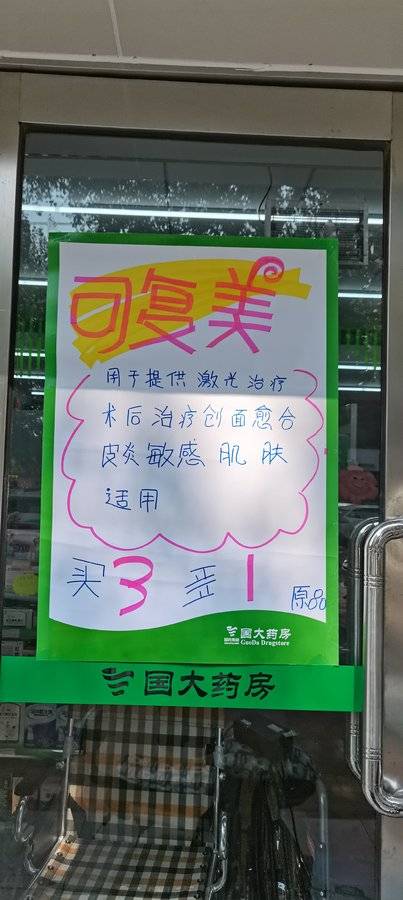 可复美
用于提供激光治疗
术后治疗创面愈合
皮炎敏感肌肤
适用
买3 1 原品
国大药房
GuoDa Drugstore
国大药房